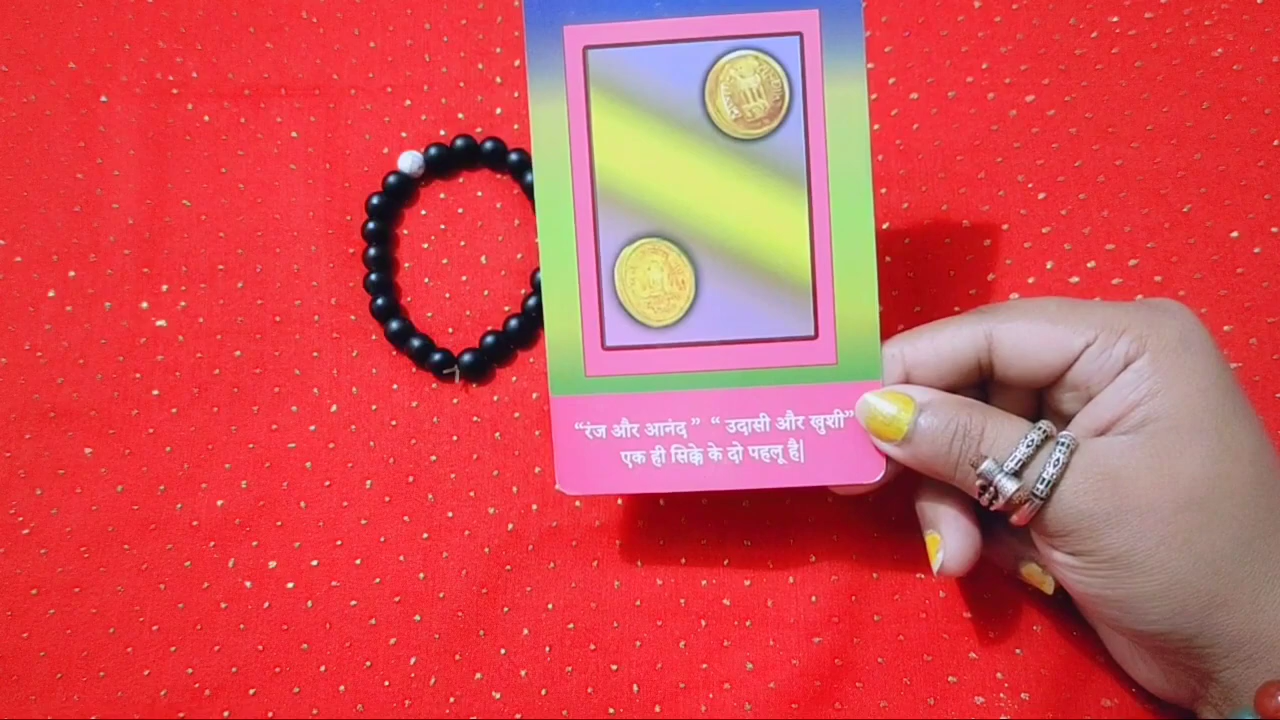 “रंज और आनंद” “उदासी और खुशी”
एक ही सिक्के के दो पहलू है|